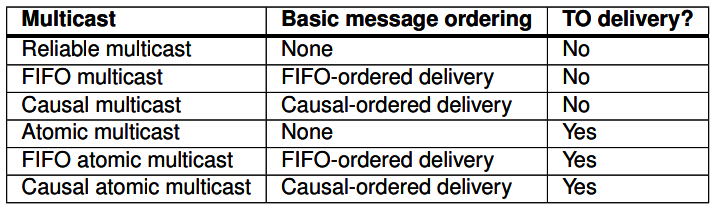 Multicast Basic message ordering TO delivery?
Reliable multicast None No
FIFO multicast FIFO-ordered delivery No
Causal multicast Causal-ordered delivery No
Atomic multicast None Yes
FIFO atomic multicast FIFO-ordered delivery Yes
Causal atomic multicast Causal-ordered delivery Yes